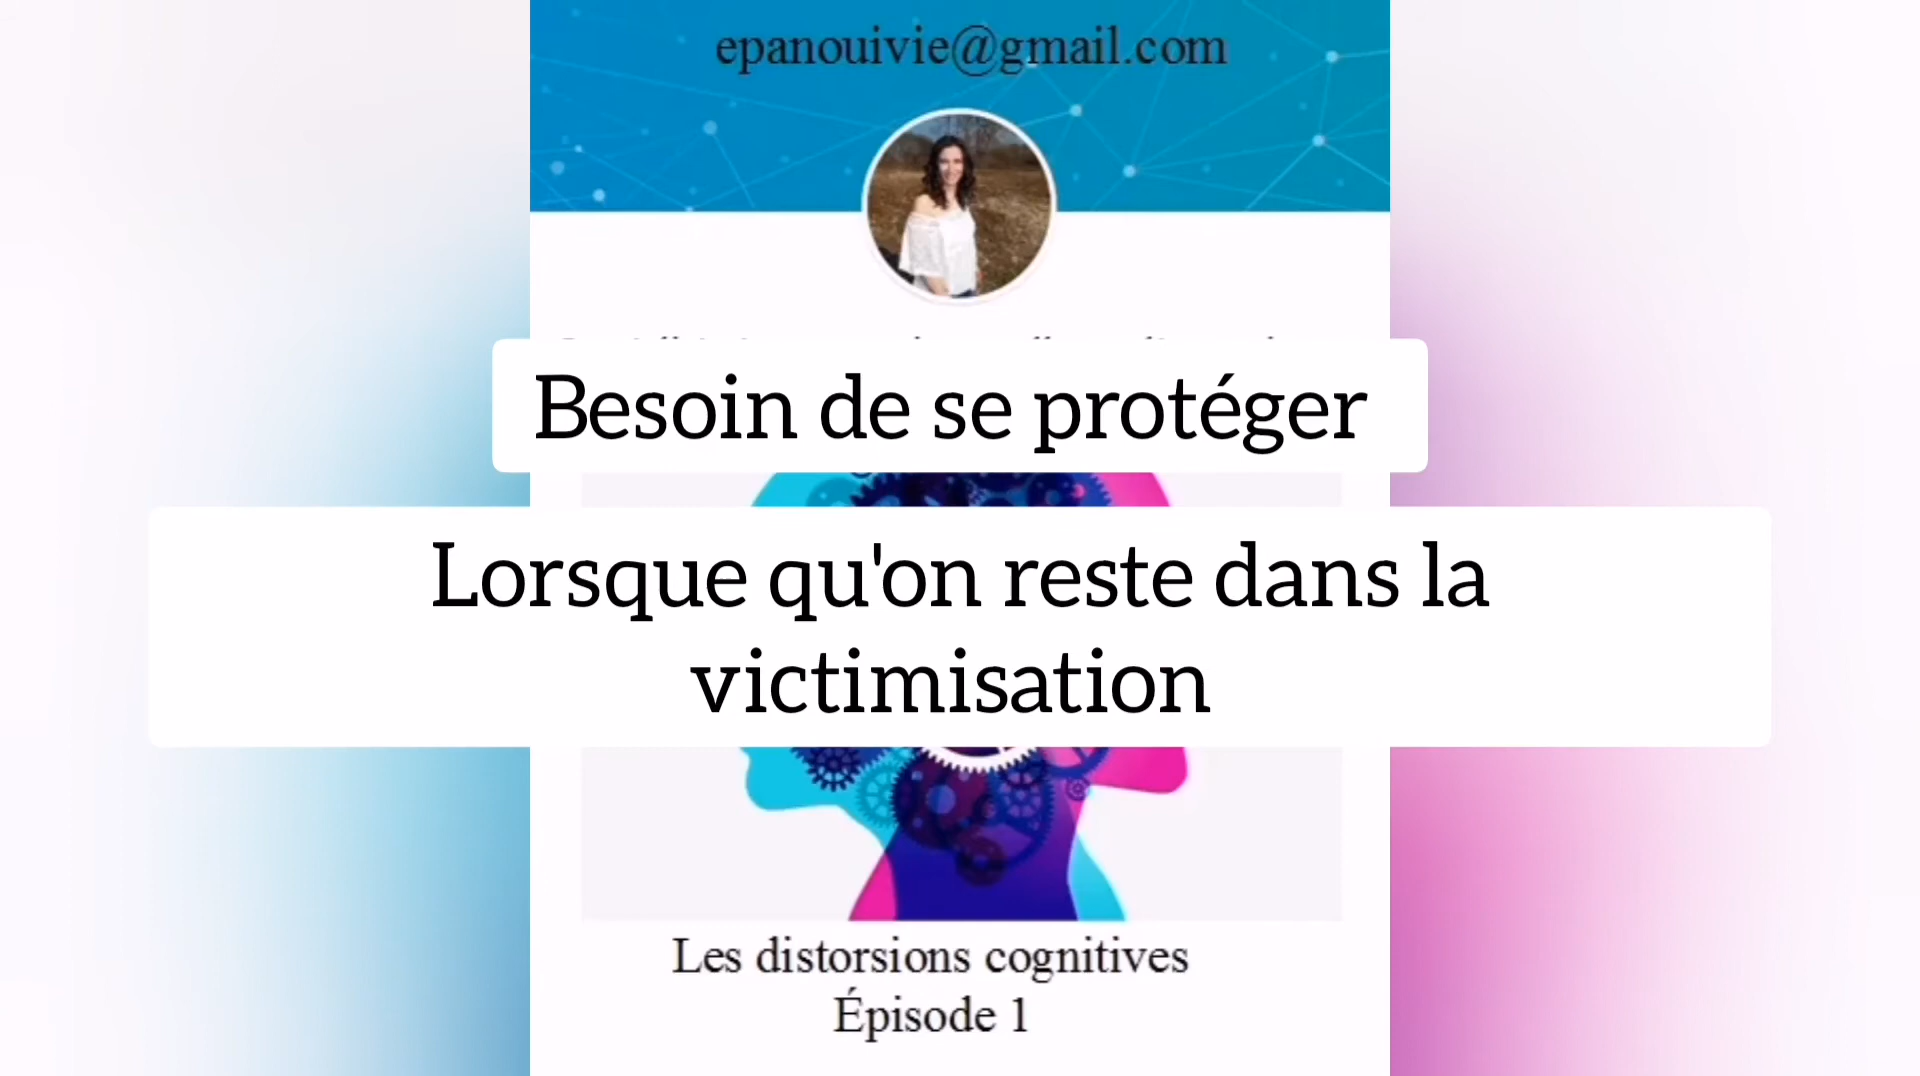 epanouivie@gmail.com
Besoin de se protéger
Lorsque qu'on reste dans la
victimisation
Les distorsions cognitives
Épisode 1